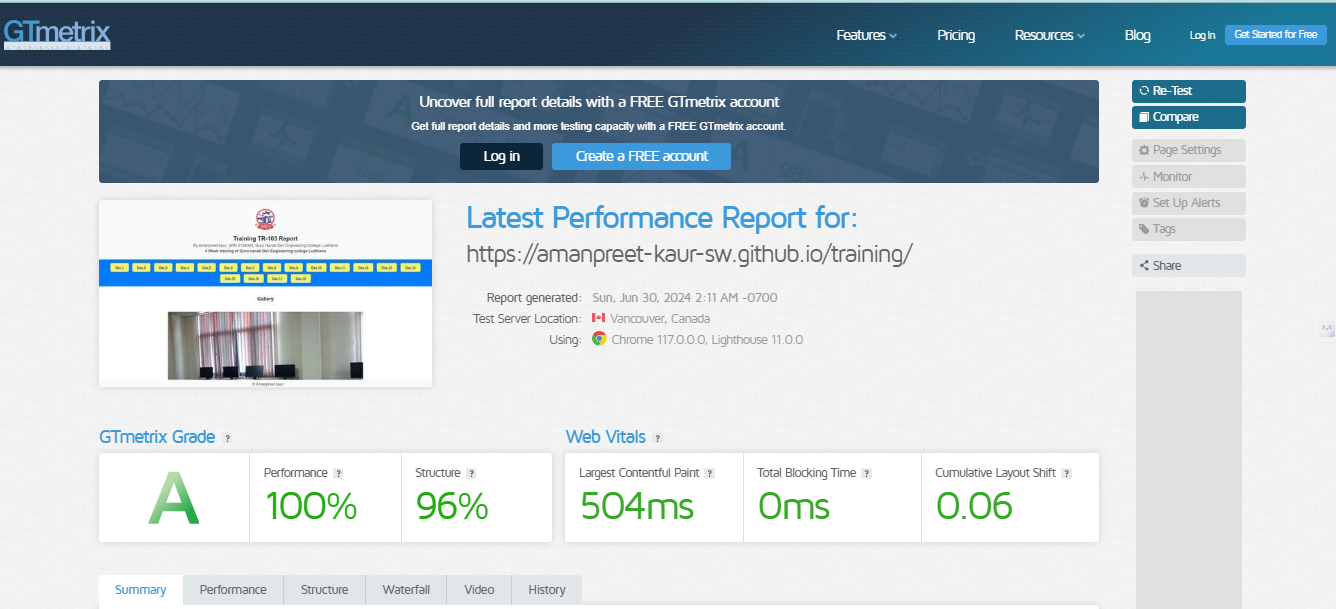 GTmetrix
Features
Pricing
Resources
Blog
Log In
Get Started for Free
Uncover full report details with a FREE GTmetrix account
Get full report details and more testing capacity with a FREE GTmetrix account.
Log in
Create a FREE account
Re-Test
Compare
Page Settings
Monitor
Set Up Alerts
Tags
Share
Training TR-103 Report
Gallery
© Amanpreet kaur
Latest Performance Report for:
https://amanpreet-kaur-sw.github.io/training/
Report generated: Sun, Jun 30, 2024 2:11 AM -0700
Test Server Location: Vancouver, Canada
Using: Chrome 117.0.0.0, Lighthouse 11.0.0
GTmetrix Grade ?
A
Performance ?
100%
Structure ?
96%
Web Vitals ?
Largest Contentful Paint ?
504ms
Total Blocking Time ?
0ms
Cumulative Layout Shift ?
0.06
Summary
Performance
Structure
Waterfall
Video
History